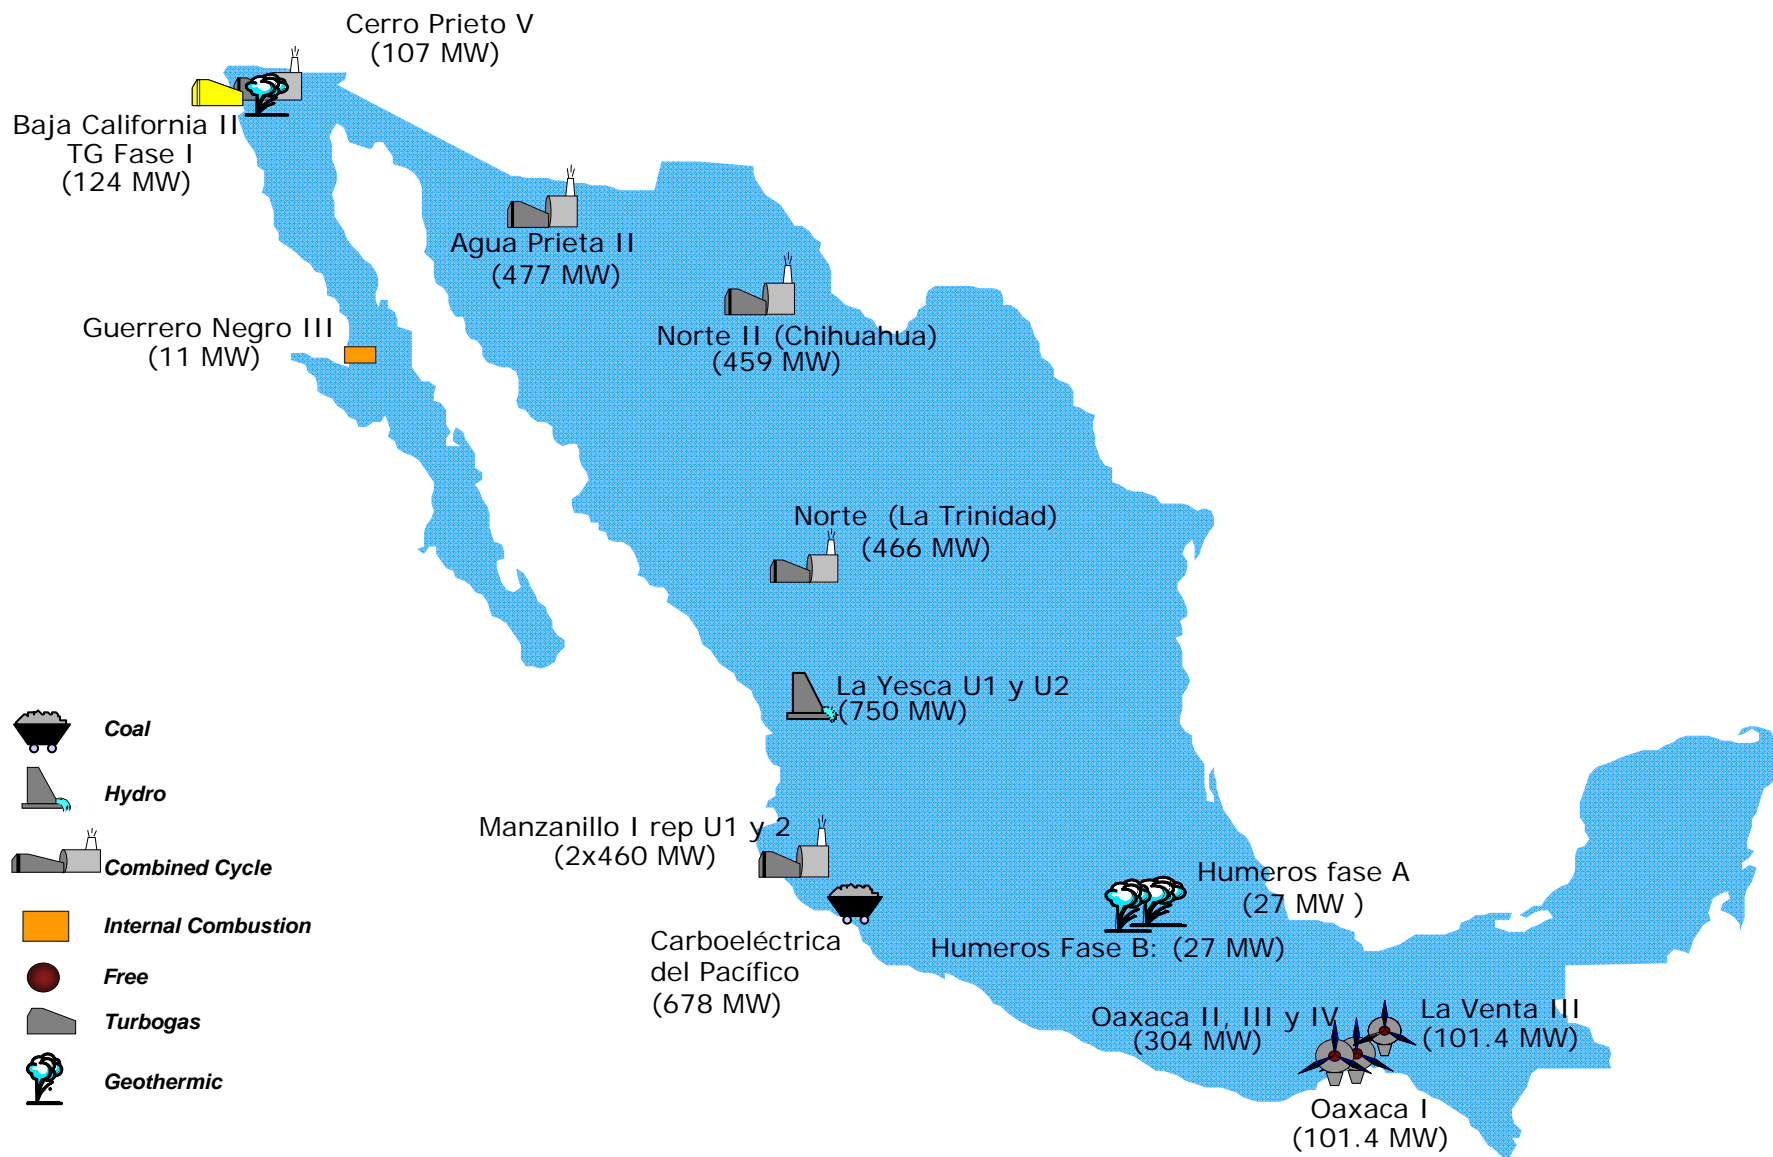 Cerro Prieto V
(107 MW)
Baja California II
TG Fase I
(124 MW)
Agua Prieta II
(477 MW)
Norte II (Chihuahua)
(459 MW)
Guerrero Negro III
(11 MW)
Norte (La Trinidad)
(466 MW)
La Yesca U1 y U2
(750 MW)
Manzanillo I rep U1 y 2
(2x460 MW)
Humeros fase A
(27 MW )
Humeros Fase B: (27 MW)
Carboeléctrica
del Pacífico
(678 MW)
Oaxaca II, III y IV
(304 MW)
La Venta III
(101.4 MW)
Oaxaca I
(101.4 MW)
Coal
Hydro
Combined Cycle
Internal Combustion
Free
Turbogas
Geothermic